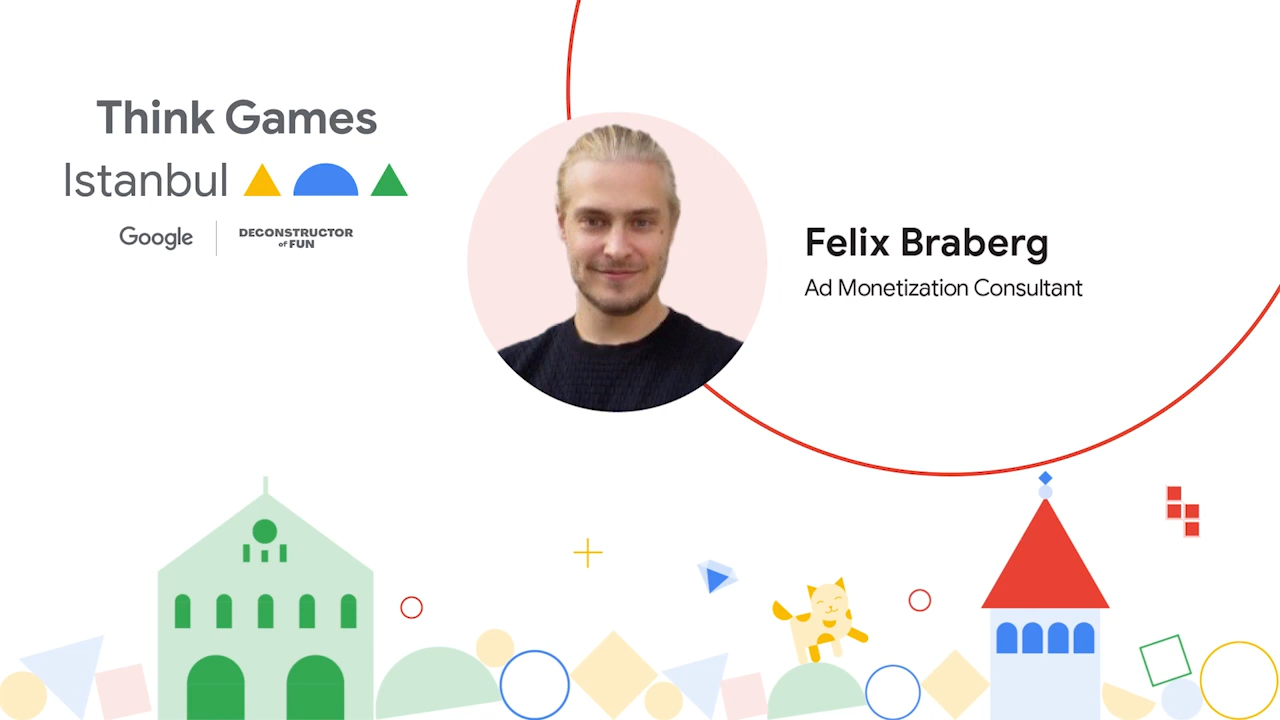 Think Games
Istanbul
Google
DECONSTRUCTOR
of FUN
Felix Braberg
Ad Monetization Consultant